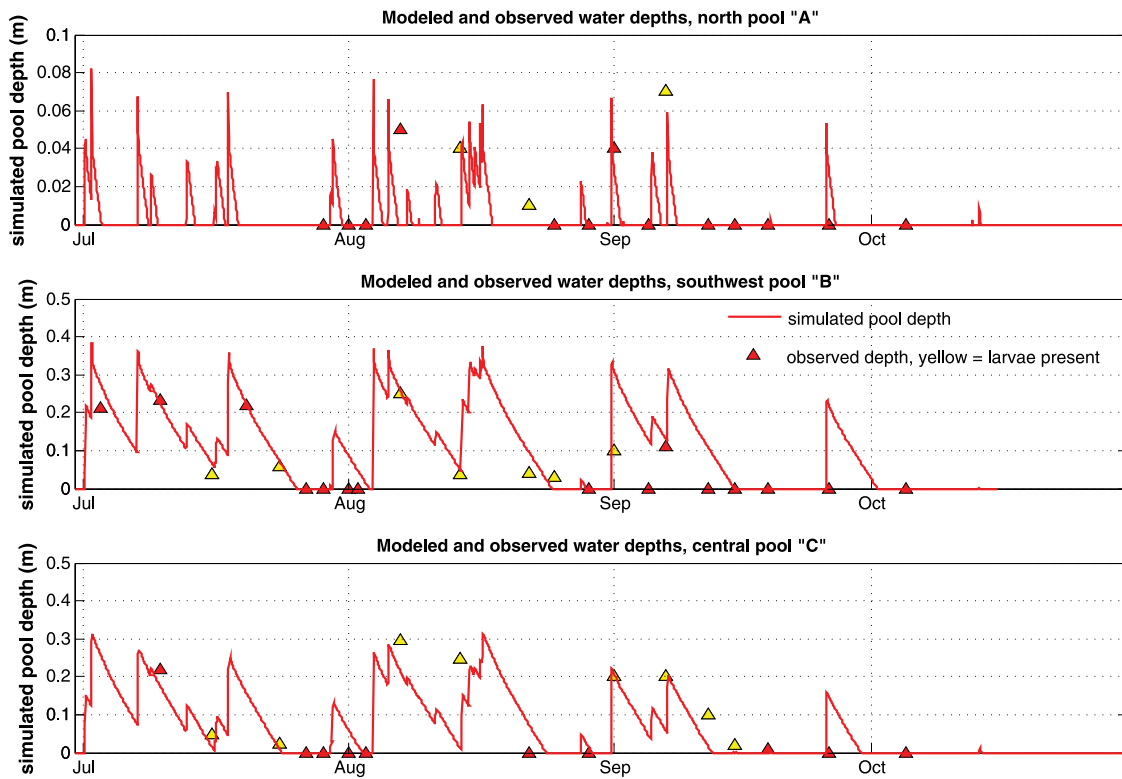 Modeled and observed water depths, north pool "A"
simulated pool depth (m)
0.1
0.08
0.06
0.04
0.02
0
Jul Aug Sep Oct
Modeled and observed water depths, southwest pool "B"
simulated pool depth (m)
0.5
0.4
0.3
0.2
0.1
0
simulated pool depth
observed depth, yellow = larvae present
Jul Aug Sep Oct
Modeled and observed water depths, central pool "C"
simulated pool depth (m)
0.5
0.4
0.3
0.2
0.1
0
Jul Aug Sep Oct